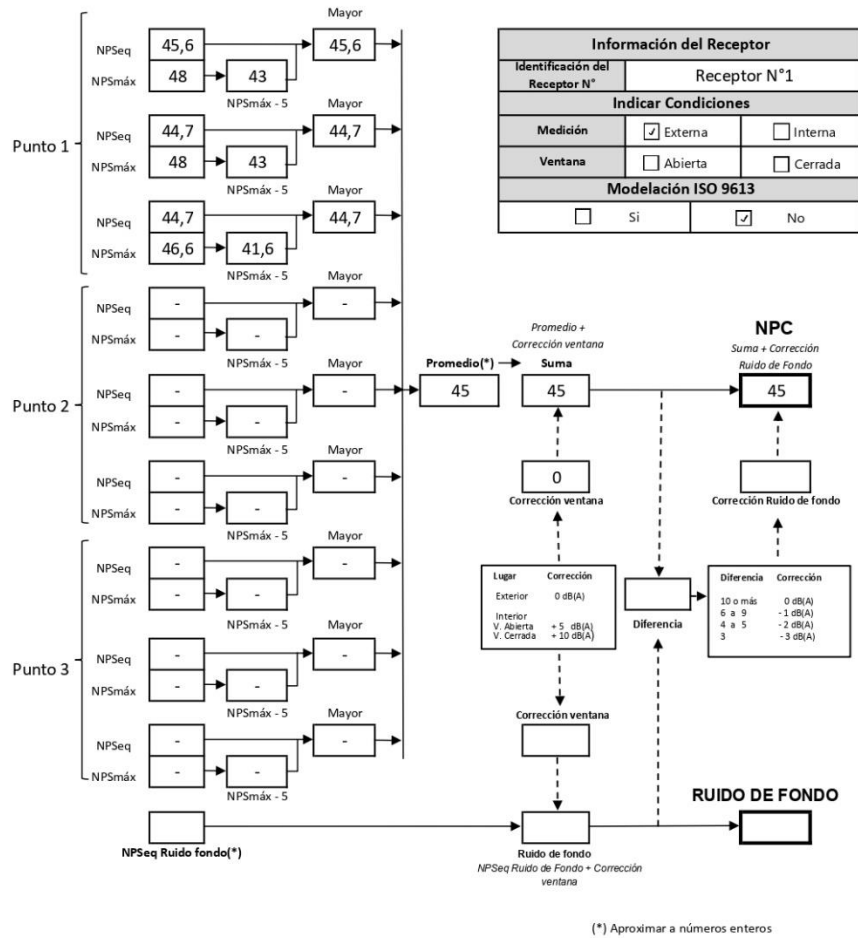 Mayor
NPSeq 45,6 45,6
NPSmáx 48 43
NPSmáx - 5
Mayor
Punto 1
NPSeq 44,7 44,7
NPSmáx 48 43
NPSmáx - 5
Mayor
NPSeq 44,7 44,7
NPSmáx 46,6 41,6
NPSmáx - 5
Información del Receptor
Identificación del Receptor N° Receptor N°1
Indicar Condiciones
Medición ✓ Externa Interna
Ventana Abierta Cerrada
Modelación ISO 9613
Si ✓ No
Mayor
NPSeq - -
NPSmáx - -
NPSmáx - 5
Mayor
Punto 2
NPSeq - -
NPSmáx - -
NPSmáx - 5
Mayor
NPSeq - -
NPSmáx - -
NPSmáx - 5
Mayor
NPSeq - -
NPSmáx - -
NPSmáx - 5
Mayor
Punto 3
NPSeq - -
NPSmáx - -
NPSmáx - 5
Mayor
NPSeq - -
NPSmáx - -
NPSmáx - 5
NPSeq Ruido fondo(*)
Promedio(*)
45
Promedio +
Corrección ventana
Suma
45
0
Corrección ventana
Lugar Corrección
Exterior 0 dB(A)
Interior
V. Abierta + 5 dB(A)
V. Cerrada + 10 dB(A)
Corrección ventana
Ruido de fondo
NPSeq Ruido de Fondo + Corrección
ventana
Diferencia
NPC
Suma + Corrección
Ruido de Fondo
45
Corrección Ruido de fondo
Diferencia Corrección
10 o más 0 dB(A)
6 a 9 - 1 dB(A)
4 a 5 - 2 dB(A)
3 - 3 dB(A)
RUIDO DE FONDO
(*) Aproximar a números enteros